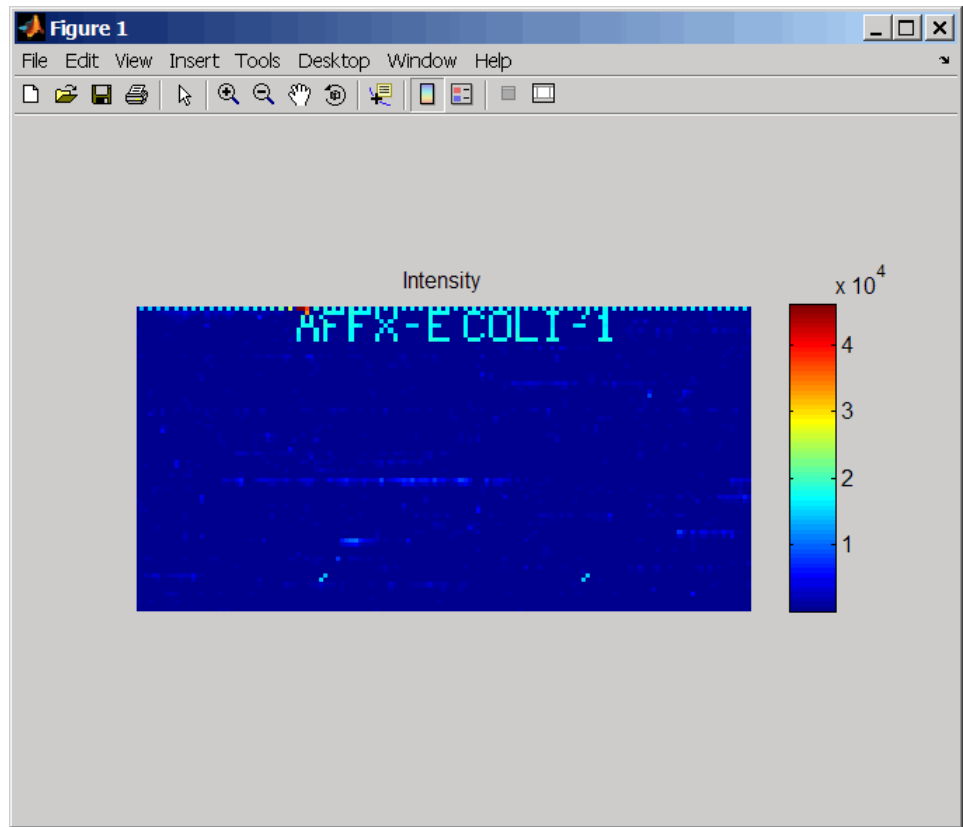 Figure 1
File Edit View Insert Tools Desktop Window Help
Intensity
x 10^4
AFFX-ECOLI-1
4
3
2
1